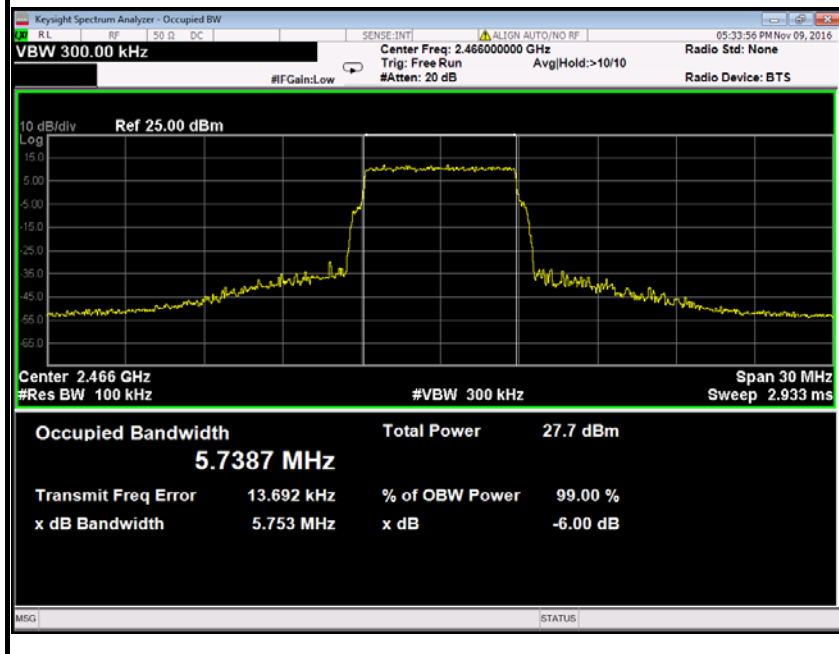 Keysight Spectrum Analyzer - Occupied BW
RL RF 50 Ω DC SENSE:INT ALIGN AUTO/NO RF 05:33:56 PM Nov 09, 2016
VBW 300.00 kHz
Center Freq: 2.466000000 GHz
Radio Std: None
Trig: Free Run Avg|Hold:>10/10
#IFGain:Low #Atten: 20 dB Radio Device: BTS
10 dB/div Ref 25.00 dBm
Log
15.0
5.00
-5.00
-15.0
-25.0
-35.0
-45.0
-55.0
-65.0
Center 2.466 GHz Span 30 MHz
#Res BW 100 kHz #VBW 300 kHz Sweep 2.933 ms
Occupied Bandwidth Total Power 27.7 dBm
5.7387 MHz
Transmit Freq Error 13.692 kHz % of OBW Power 99.00 %
x dB Bandwidth 5.753 MHz x dB -6.00 dB
MSG STATUS